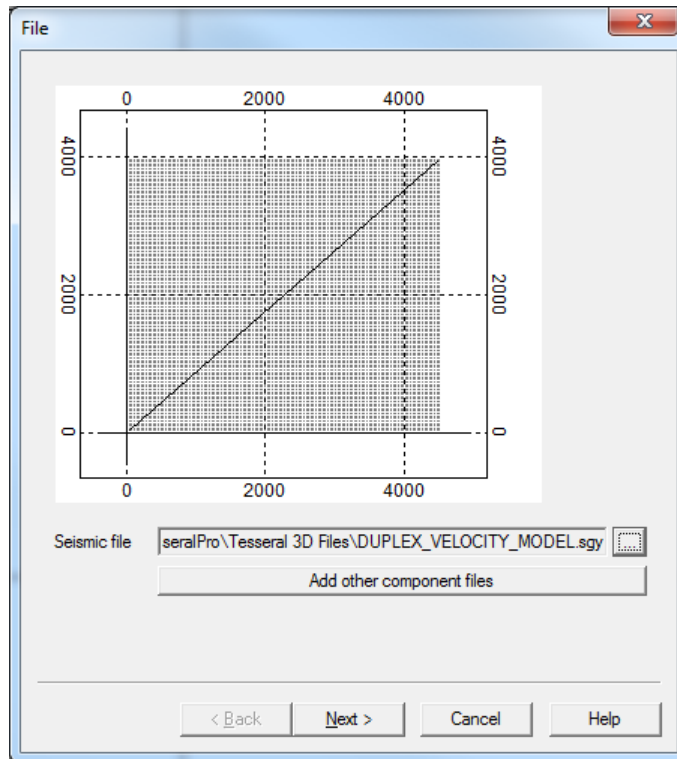 File
X
0 2000 4000
4000 4000
2000 2000
0 0
0 2000 4000
Seismic file seralPro\Tesseral 3D Files\DUPLEX_VELOCITY_MODEL.sgy ...
Add other component files
< Back Next > Cancel Help